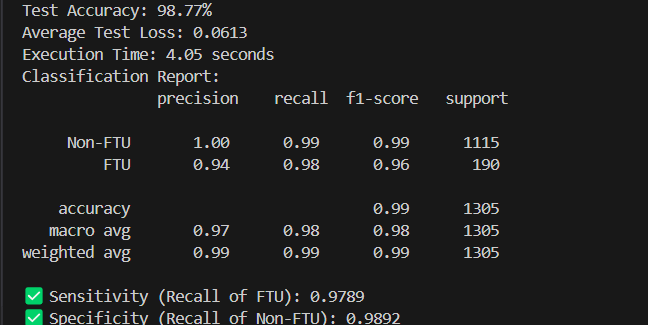 Test Accuracy: 98.77%
Average Test Loss: 0.0613
Execution Time: 4.05 seconds
Classification Report:
precision recall f1-score support
Non-FTU 1.00 0.99 0.99 1115
FTU 0.94 0.98 0.96 190
accuracy 0.99 1305
macro avg 0.97 0.98 0.98 1305
weighted avg 0.99 0.99 0.99 1305
✅ Sensitivity (Recall of FTU): 0.9789
✅ Specificity (Recall of Non-FTU): 0.9892